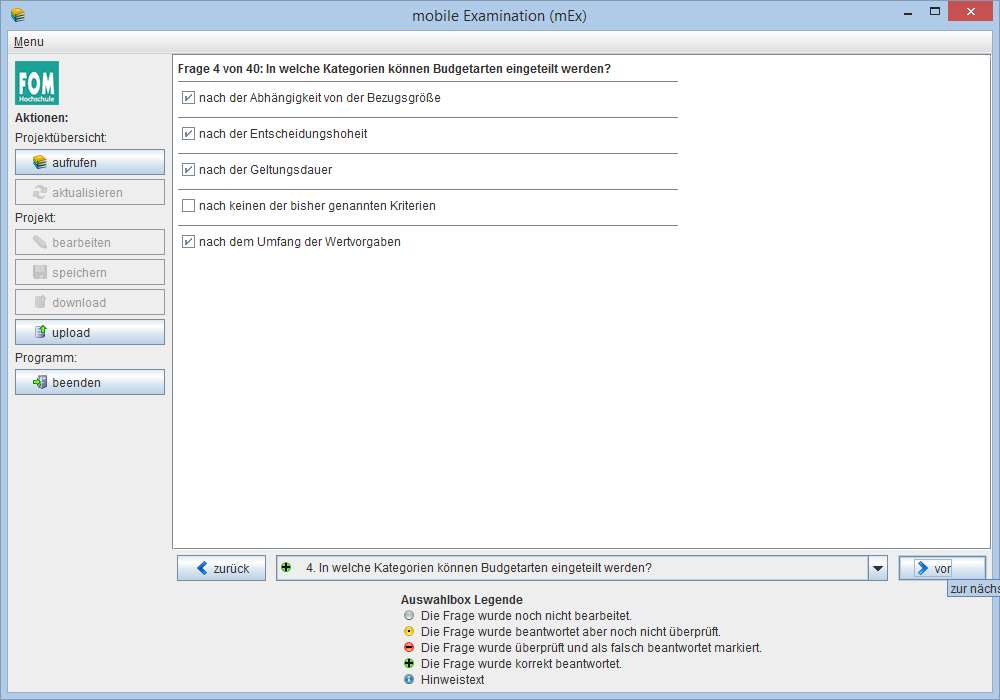 mobile Examination (mEx)
Menu
FOM
Hochschule
Aktionen:
Projektübersicht:
aufrufen
aktualisieren
Projekt:
bearbeiten
speichern
download
upload
Programm:
beenden
Frage 4 von 40: In welche Kategorien können Budgetarten eingeteilt werden?
nach der Abhängigkeit von der Bezugsgröße
nach der Entscheidungshoheit
nach der Geltungsdauer
nach keinen der bisher genannten Kriterien
nach dem Umfang der Wertvorgaben
zurück
4. In welche Kategorien können Budgetarten eingeteilt werden?
vor
zur nächs
Auswahlbox Legende
Die Frage wurde noch nicht bearbeitet.
Die Frage wurde beantwortet aber noch nicht überprüft.
Die Frage wurde überprüft und als falsch beantwortet markiert.
Die Frage wurde korrekt beantwortet.
Hinweistext